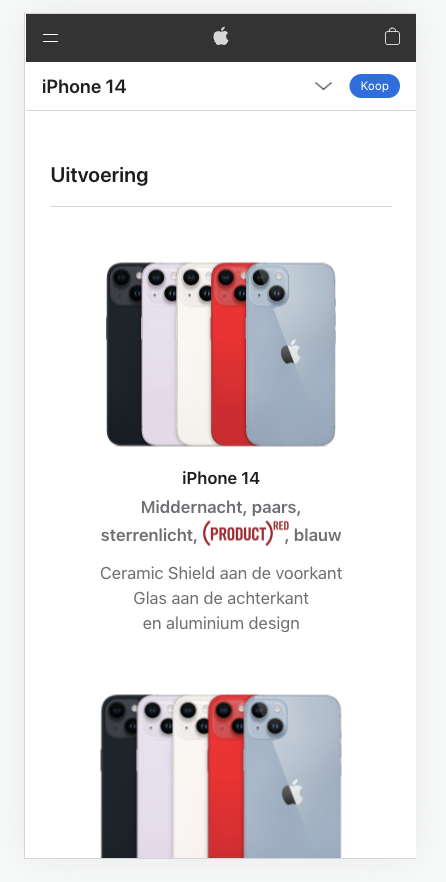 iPhone 14
Koop
Uitvoering
iPhone 14
Middernacht, paars,
sterrenlicht, (PRODUCT)RED, blauw
Ceramic Shield aan de voorkant
Glas aan de achterkant
en aluminium design